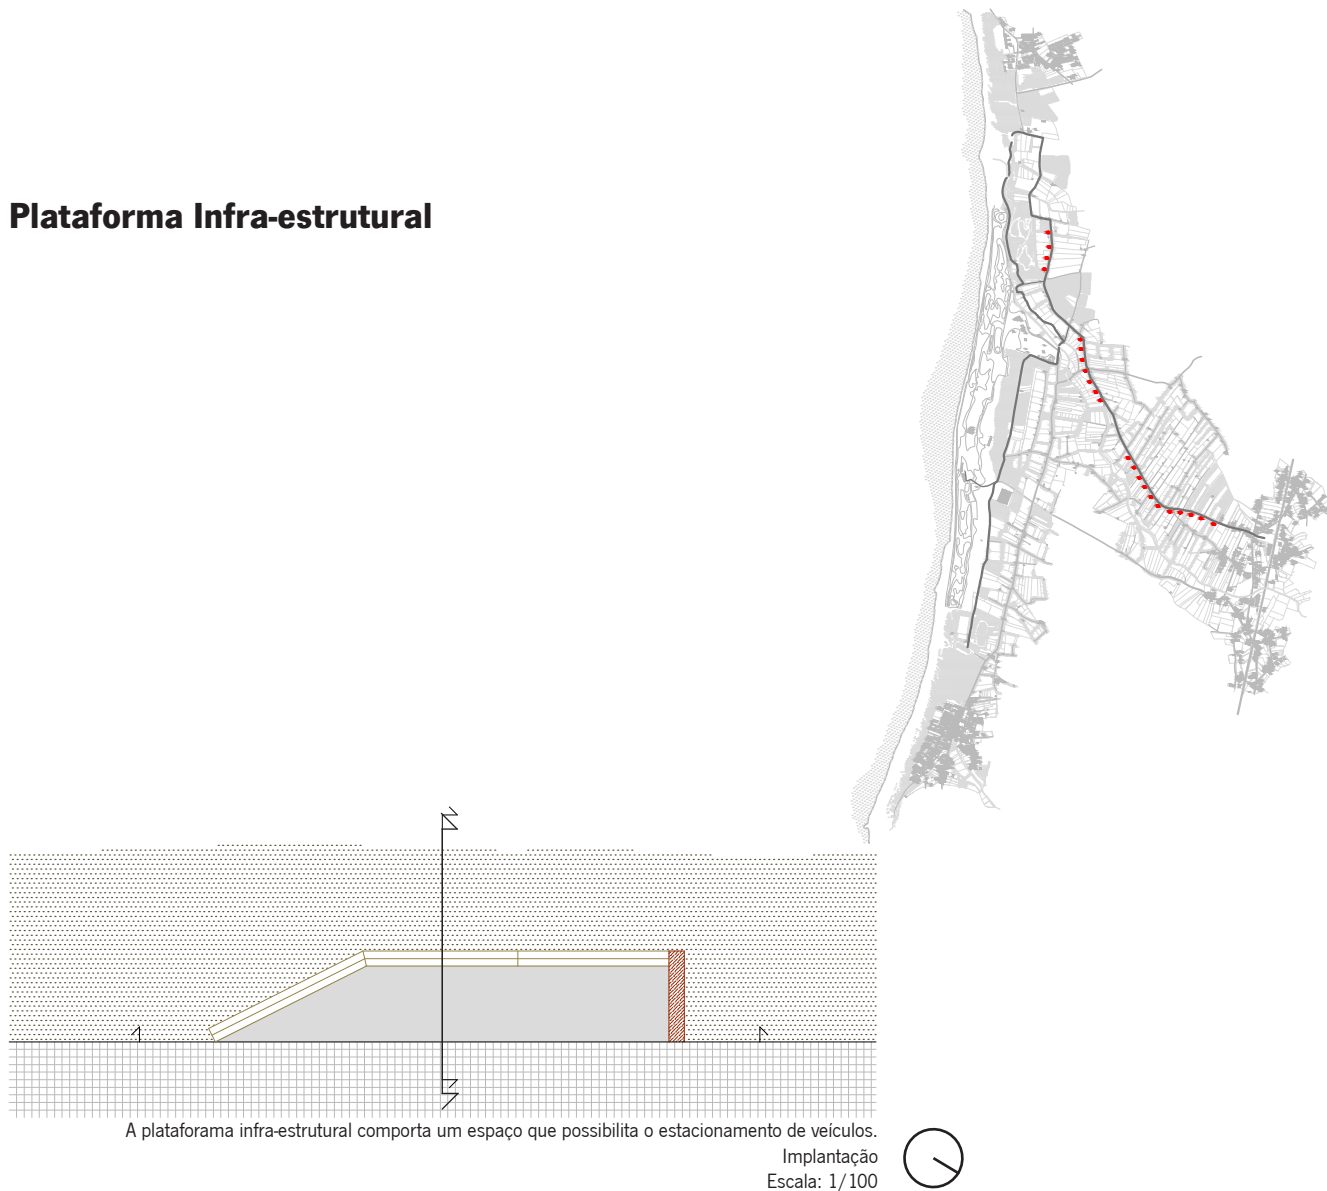 Plataforma Infra-estrutural
A plataforama infra-estrutural comporta um espaço que possibilita o estacionamento de veículos.
Implantação
Escala: 1/100